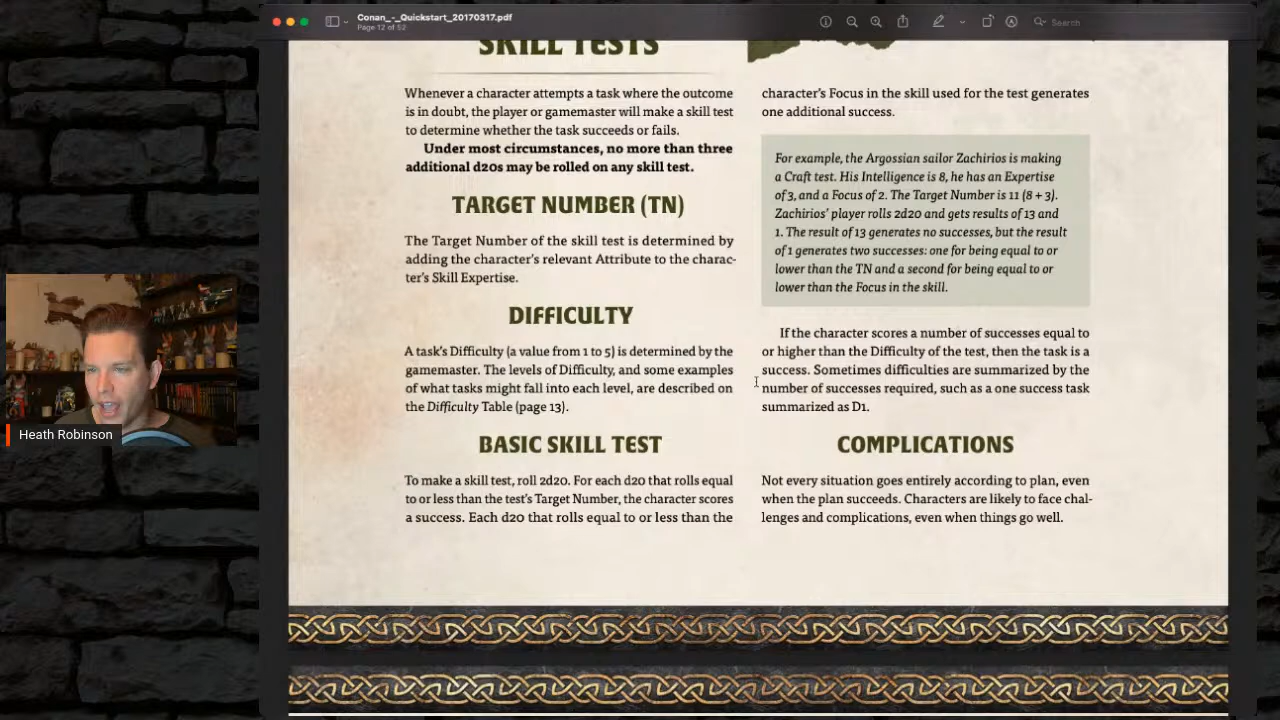 Conan_-_Quickstart_20170317.pdf
Page 12 of 52
Search
SKILL TESTS
Whenever a character attempts a task where the outcome
is in doubt, the player or gamemaster will make a skill test
to determine whether the task succeeds or fails.
Under most circumstances, no more than three
additional d20s may be rolled on any skill test.
TARGET NUMBER (TN)
The Target Number of the skill test is determined by
adding the character's relevant Attribute to the charac-
ter's Skill Expertise.
DIFFICULTY
A task's Difficulty (a value from 1 to 5) is determined by the
gamemaster. The levels of Difficulty, and some examples
of what tasks might fall into each level, are described on
the Difficulty Table (page 13).
BASIC SKILL TEST
To make a skill test, roll 2d20. For each d20 that rolls equal
to or less than the test's Target Number, the character scores
a success. Each d20 that rolls equal to or less than the
character's Focus in the skill used for the test generates
one additional success.
For example, the Argossian sailor Zachirios is making
a Craft test. His Intelligence is 8, he has an Expertise
of 3, and a Focus of 2. The Target Number is 11 (8 + 3).
Zachirios' player rolls 2d20 and gets results of 13 and
1. The result of 13 generates no successes, but the result
of 1 generates two successes: one for being equal to or
lower than the TN and a second for being equal to or
lower than the Focus in the skill.
If the character scores a number of successes equal to
or higher than the Difficulty of the test, then the task is a
success. Sometimes difficulties are summarized by the
number of successes required, such as a one success task
summarized as D1.
COMPLICATIONS
Not every situation goes entirely according to plan, even
when the plan succeeds. Characters are likely to face chal-
lenges and complications, even when things go well.
Heath Robinson